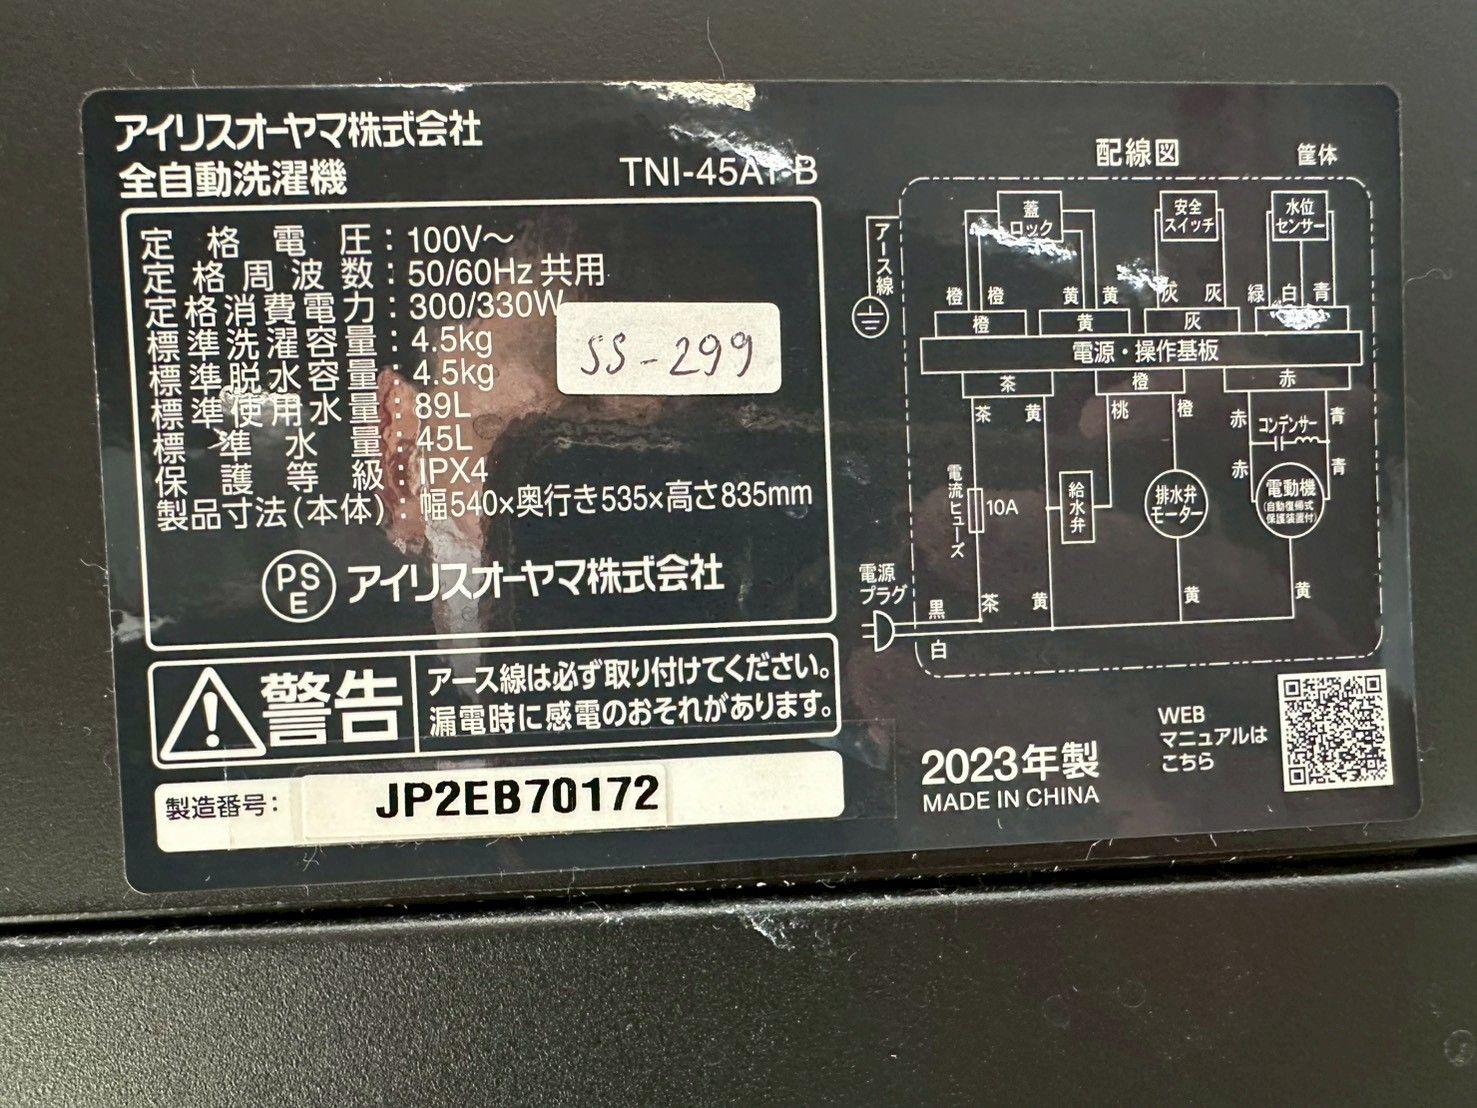 アイリスオーヤマ株式会社
全自動洗濯機
定格電圧:100V～
定格周波数:50/60Hz 共用
定格消費電力:300/330W
標準洗濯容量:4.5kg
標準脱水容量:4.5kg
標準使用水量:89L
標準水量:45L
保護等級:IPX4
製品寸法(本体):幅540×奥行き535×高さ835mm
SS-299
PS
E
アイリスオーヤマ株式会社
警告
アース線は必ず取り付けてください。
漏電時に感電のおそれがあります。
製造番号:
JP2EB70172
配線図
筐体
アース線
蓋
ロック
安全
スイッチ
水位
センサー
橙 橙 黄 黄 灰 灰 緑 白 青
橙 黄 灰
電源・操作基板
茶 橙 赤
茶 黄 桃 橙 赤 青
コンデンサー
赤 青
電流ヒューズ
10A
給水弁
排水弁
モーター
電動機
(自動復帰式
保護装置付)
電源
プラグ
黒 茶 黄 黄 黄
白
2023年製
MADE IN CHINA
WEB
マニュアルは
こちら